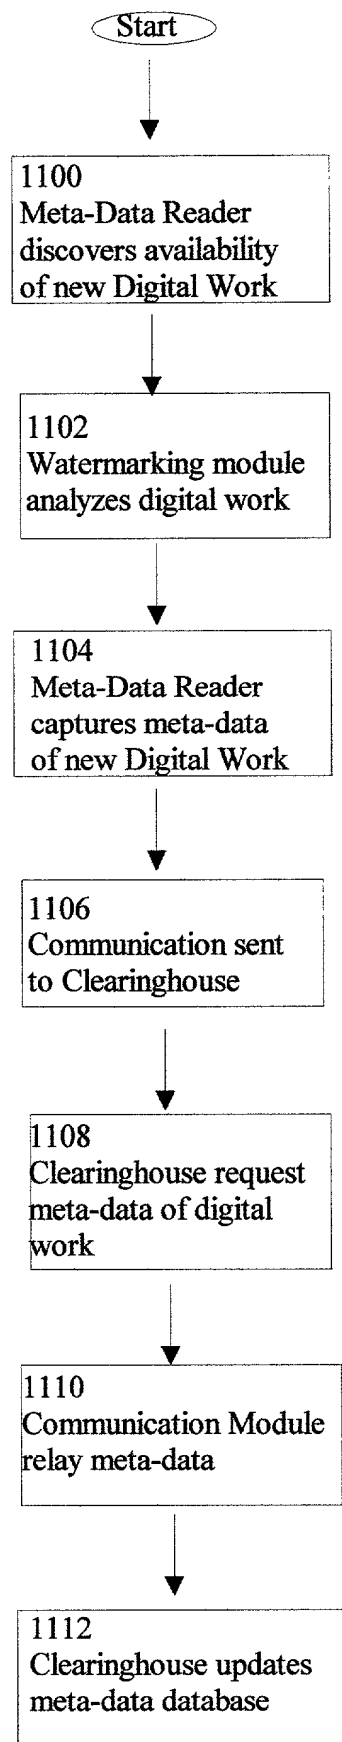 Start
1100
Meta-Data Reader
discovers availability
of new Digital Work
1102
Watermarking module
analyzes digital work
1104
Meta-Data Reader
captures meta-data
of new Digital Work
1106
Communication sent
to Clearinghouse
1108
Clearinghouse request
meta-data of digital
work
1110
Communication Module
relay meta-data
1112
Clearinghouse updates
meta-data database